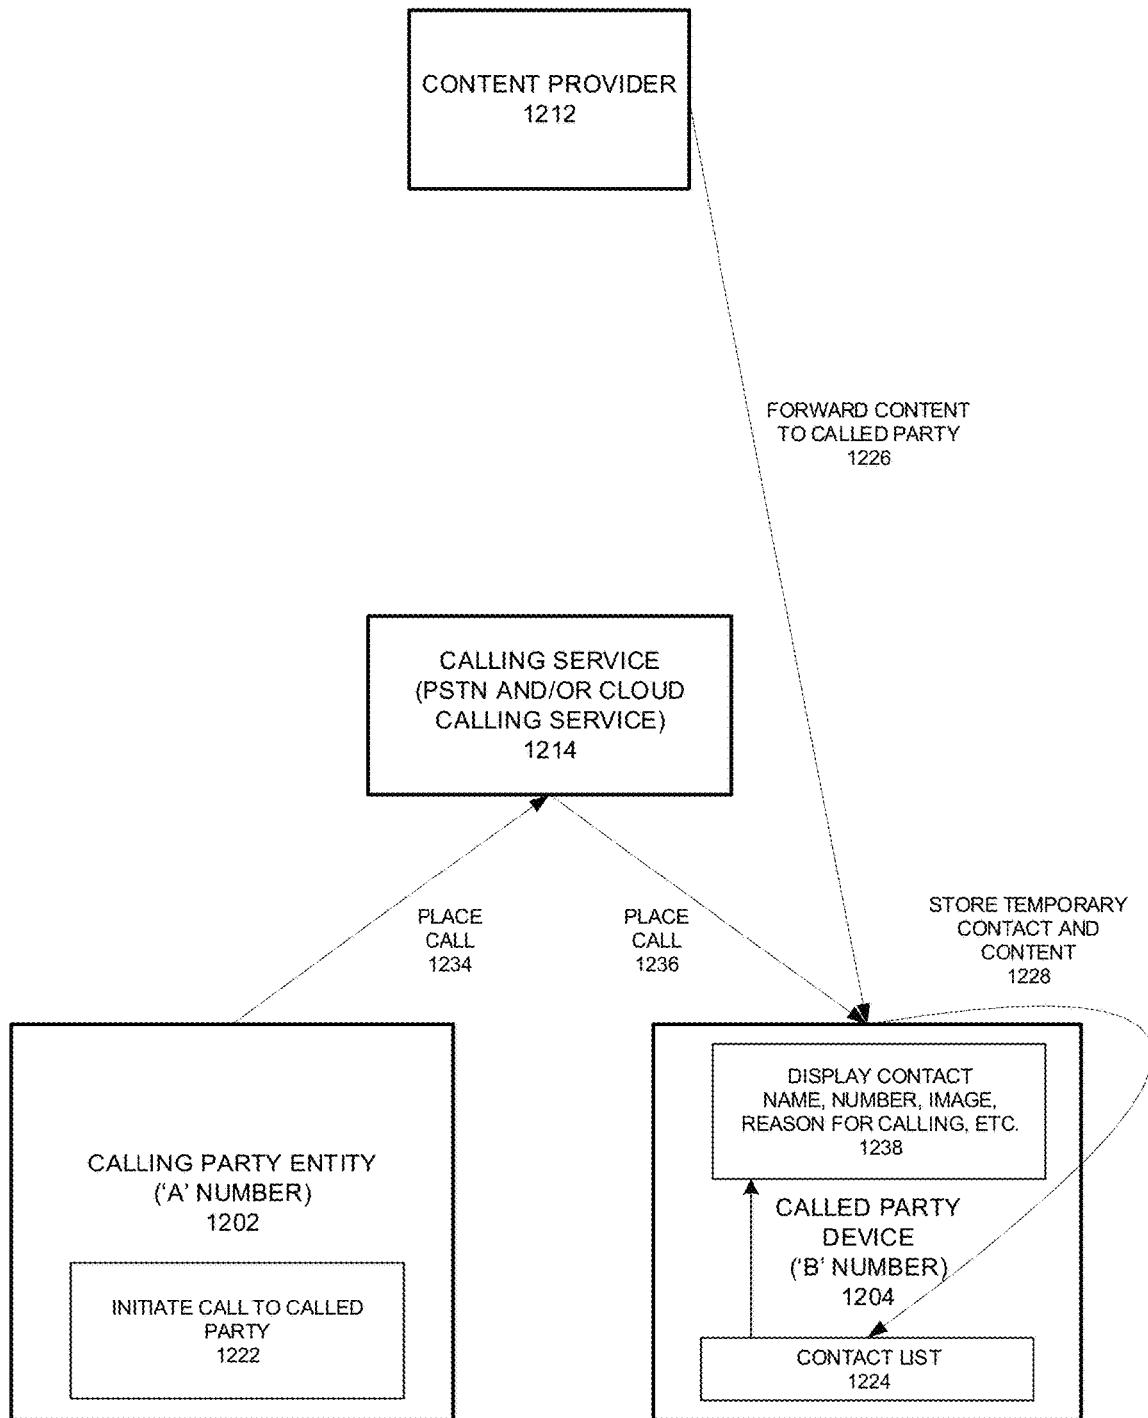 CONTENT PROVIDER
1212
FORWARD CONTENT
TO CALLED PARTY
1226
CALLING SERVICE
(PSTN AND/OR CLOUD
CALLING SERVICE)
1214
PLACE
CALL
1234
PLACE
CALL
1236
STORE TEMPORARY
CONTACT AND
CONTENT
1228
CALLING PARTY ENTITY
('A' NUMBER)
1202
INITIATE CALL TO CALLED
PARTY
1222
DISPLAY CONTACT
NAME, NUMBER, IMAGE,
REASON FOR CALLING, ETC.
1238
CALLED PARTY
DEVICE
('B' NUMBER)
1204
CONTACT LIST
1224